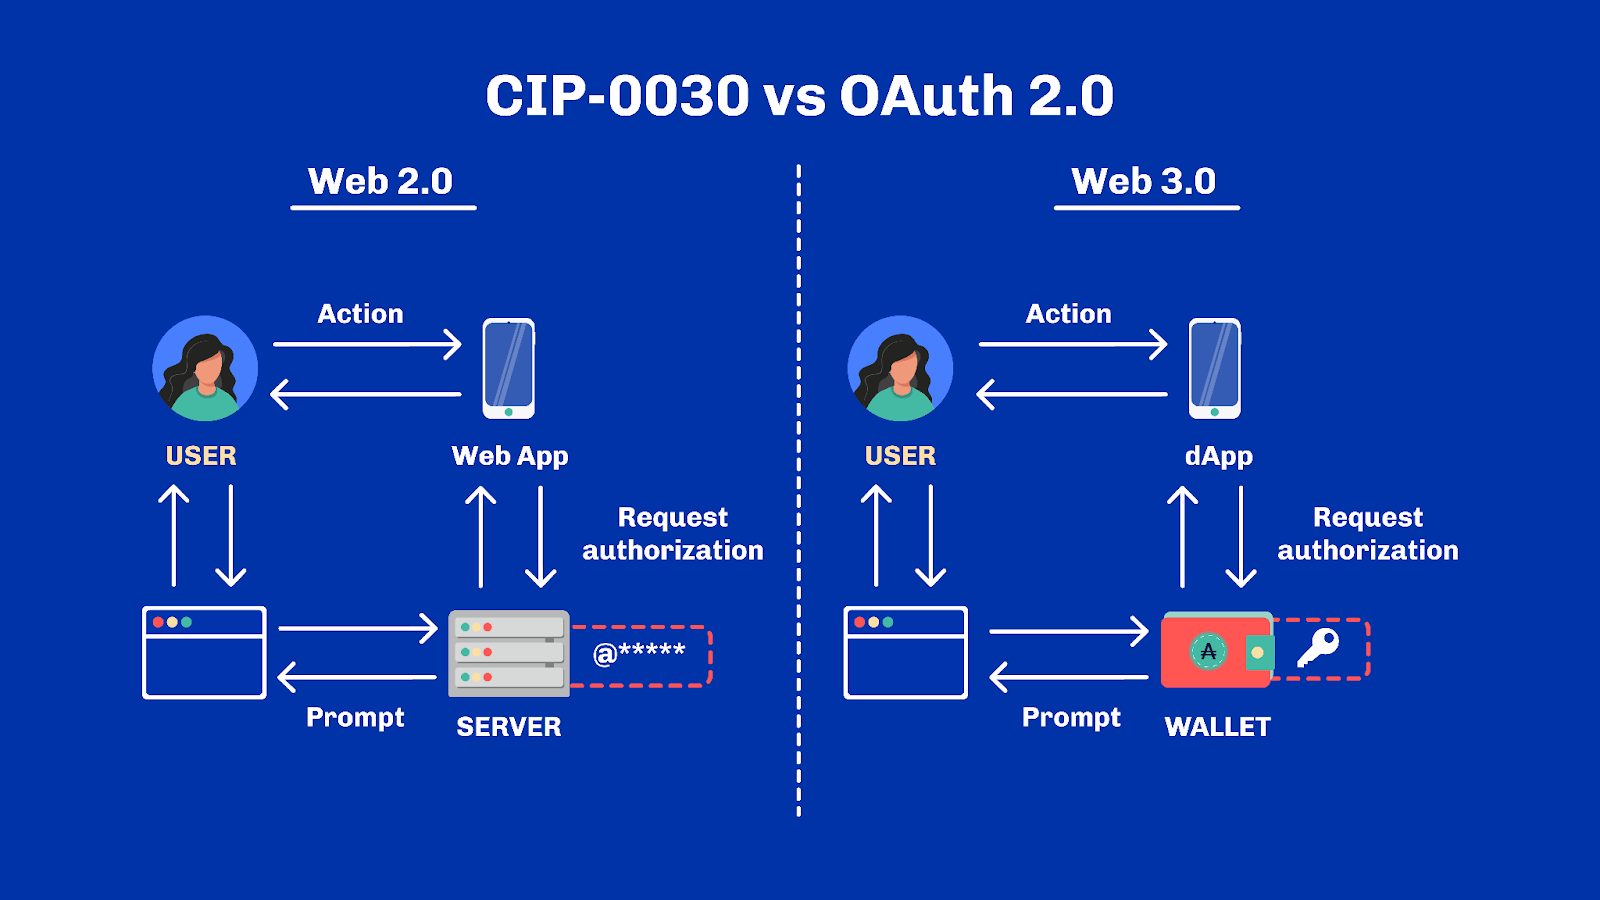 CIP-0030 vs OAuth 2.0
Web 2.0
Action
USER
Web App
Request
authorization
@*****
Prompt
SERVER
Web 3.0
Action
USER
dApp
Request
authorization
₳
Prompt
WALLET